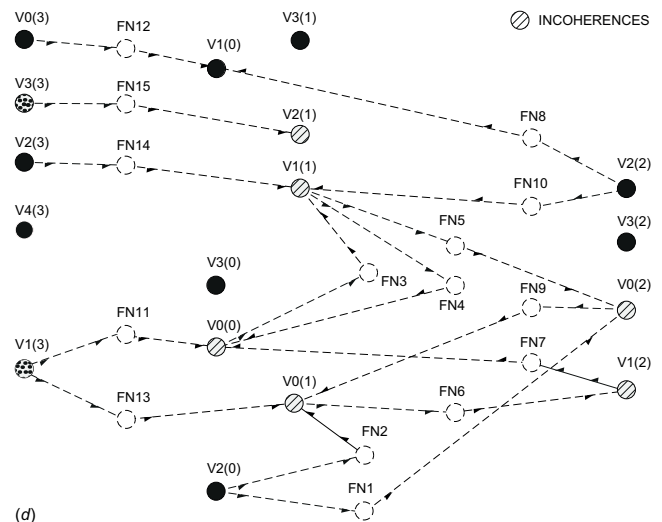 V0(3)
FN12
V1(0)
V3(1)
INCOHERENCES
V3(3)
FN15
V2(1)
FN8
V2(3)
FN14
V1(1)
FN10
V2(2)
V4(3)
FN5
V3(2)
V3(0)
FN3
FN4
FN9
V0(2)
FN11
V0(0)
FN7
V1(3)
V1(2)
V0(1)
FN6
FN13
FN2
V2(0)
FN1
(d)